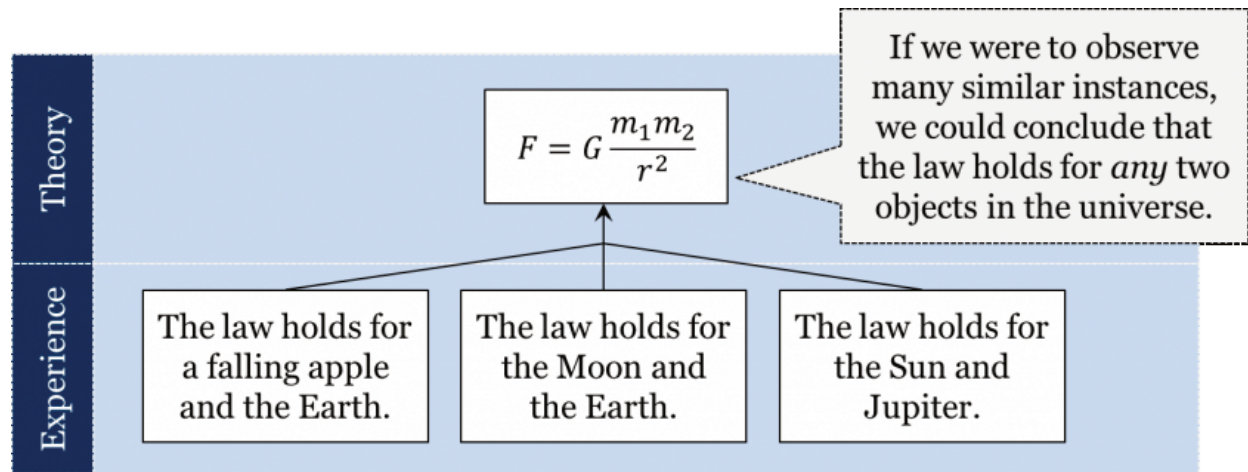 If we were to observe
many similar instances,
we could conclude that
the law holds for any two
objects in the universe.
Theory
F = G m₁m₂ / r²
Experience
The law holds for
a falling apple
and the Earth.
The law holds for
the Moon and
the Earth.
The law holds for
the Sun and
Jupiter.